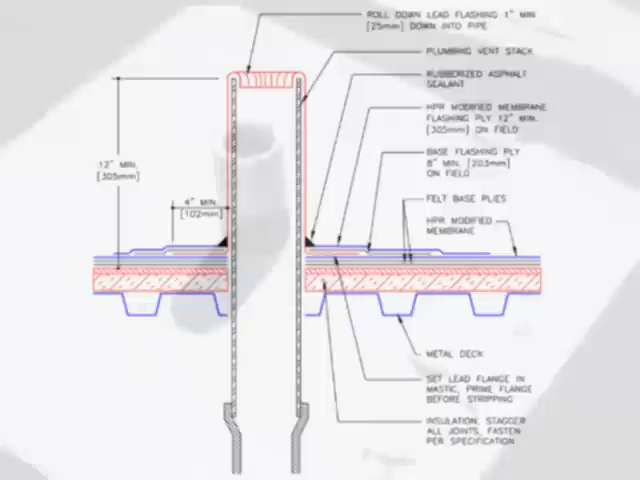 ROLL DOWN LEAD FLASHING 1" MIN
[25mm] DOWN INTO PIPE
PLUMBING VENT STACK
RUBBERIZED ASPHALT
SEALANT
HPR MODIFIED MEMBRANE
FLASHING PLY 12" MIN.
[305mm] ON FIELD
12" MIN.
[305mm]
BASE FLASHING PLY
8" MIN. [203mm]
ON FIELD
4" MIN.
[102mm]
FELT BASE PLIES
HPR MODIFIED
MEMBRANE
METAL DECK
SET LEAD FLANGE IN
MASTIC, PRIME FLANGE
BEFORE STRIPPING
INSULATION, STAGGER
ALL JOINTS, FASTEN
PER SPECIFICATION